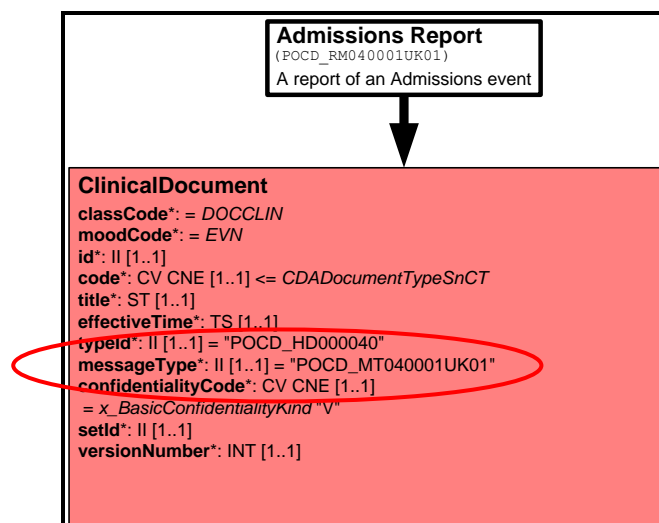 Admissions Report
(POCD_RM040001UK01)
A report of an Admissions event
ClinicalDocument
classCode*: = DOCCLIN
moodCode*: = EVN
id*: II [1..1]
code*: CV CNE [1..1] <= CDADocumentTypeSnCT
title*: ST [1..1]
effectiveTime*: TS [1..1]
typeId*: II [1..1] = "POCD_HD000040"
messageType*: II [1..1] = "POCD_MT040001UK01"
confidentialityCode*: CV CNE [1..1]
= x_BasicConfidentialityKind "V"
setId*: II [1..1]
versionNumber*: INT [1..1]